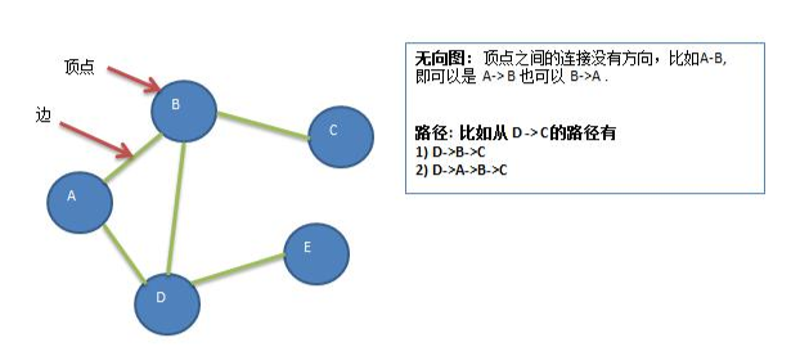 顶点
边
B
C
A
E
D
无向图：顶点之间的连接没有方向，比如A-B,
即可以是 A-> B 也可以 B->A .
路径: 比如从 D -> C的路径有
1) D->B->C
2) D->A->B->C